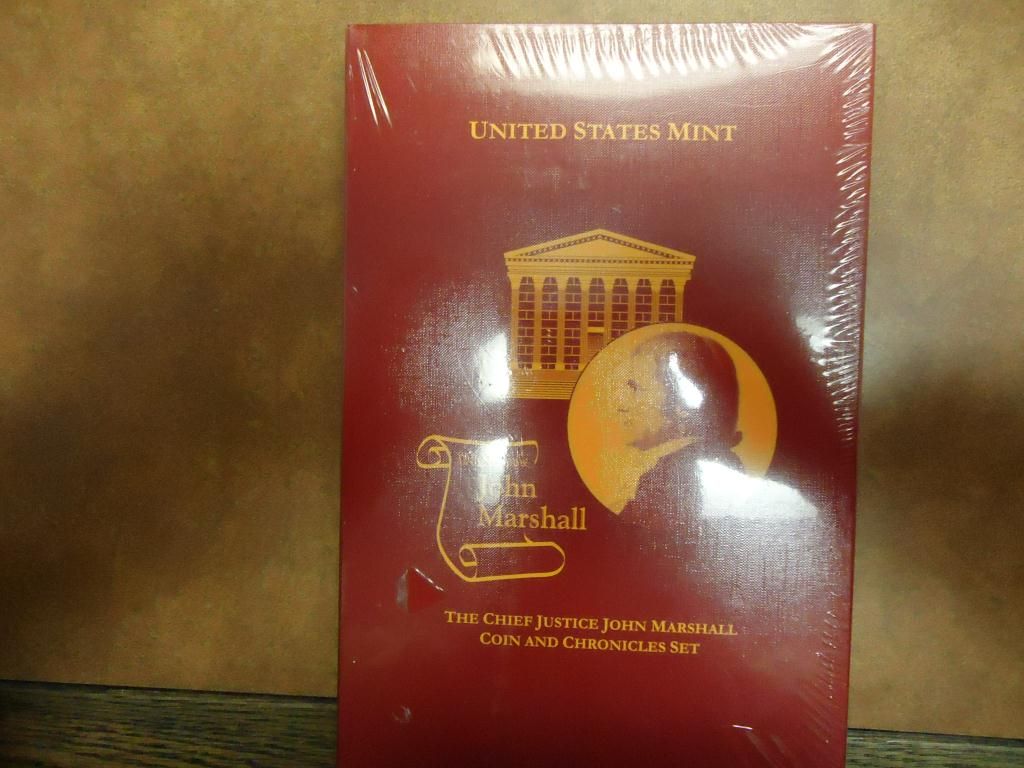 UNITED STATES MINT
John
Marshall
THE CHIEF JUSTICE JOHN MARSHALL
COIN AND CHRONICLES SET